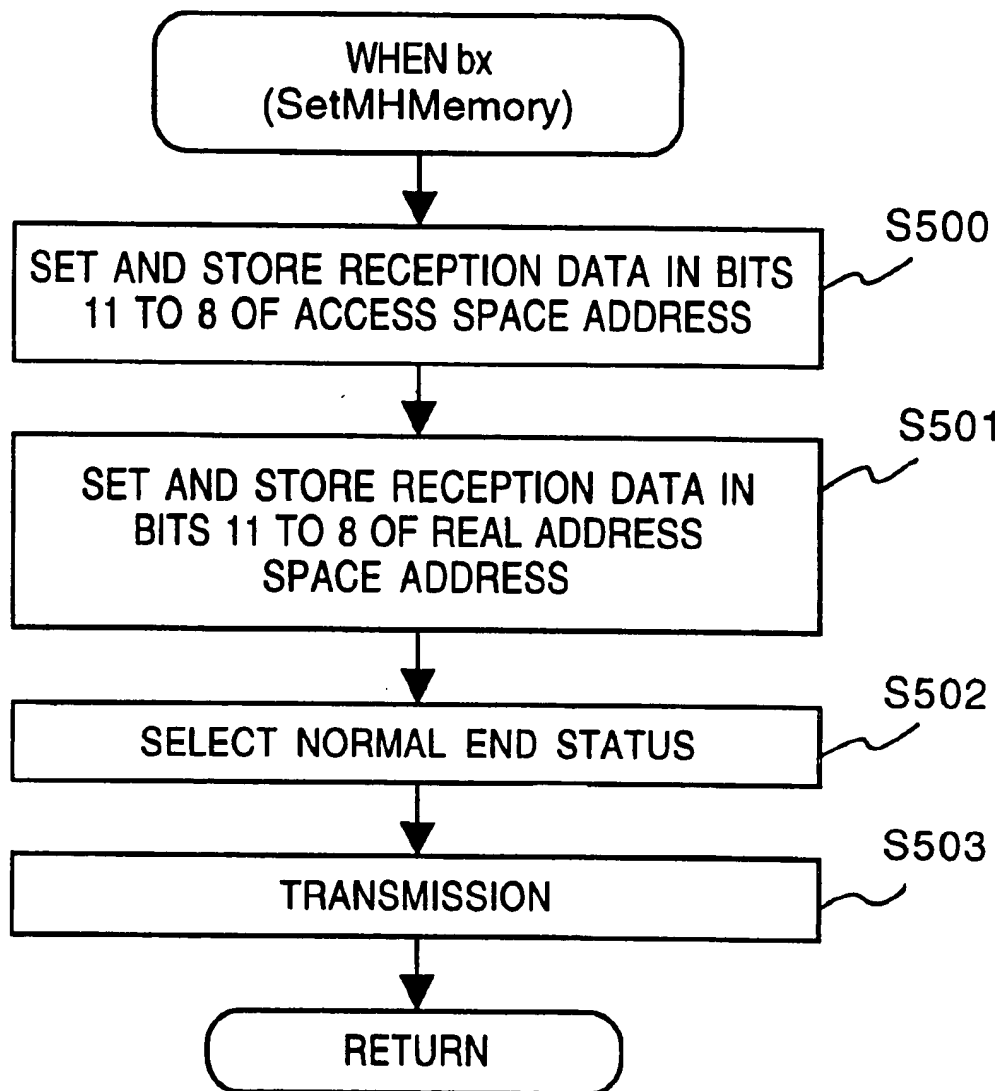 WHEN bx
(SetMHMemory)
S500
SET AND STORE RECEPTION DATA IN BITS
11 TO 8 OF ACCESS SPACE ADDRESS
S501
SET AND STORE RECEPTION DATA IN
BITS 11 TO 8 OF REAL ADDRESS
SPACE ADDRESS
S502
SELECT NORMAL END STATUS
S503
TRANSMISSION
RETURN